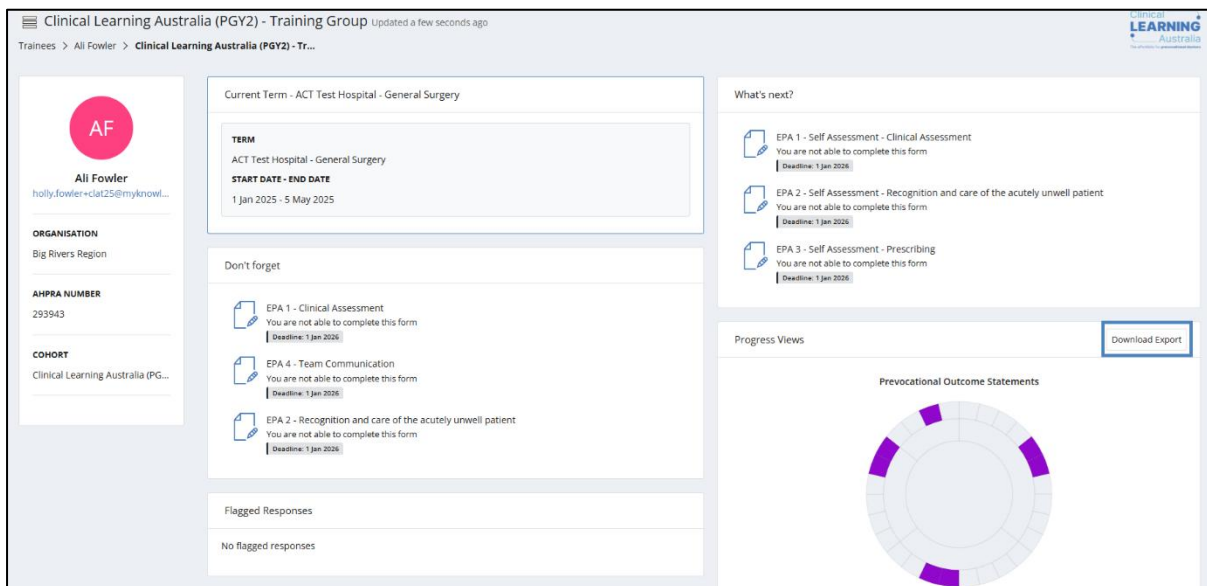 Clinical Learning Australia (PGY2) - Training Group Updated a few seconds ago
Trainees > Ali Fowler > Clinical Learning Australia (PGY2) - Tr...
Clinical
LEARNING
Australia
AF
Ali Fowler
holly.fowler+clat25@myknowl...
ORGANISATION
Big Rivers Region
AHPRA NUMBER
293943
COHORT
Clinical Learning Australia (PG...
Current Term - ACT Test Hospital - General Surgery
TERM
ACT Test Hospital - General Surgery
START DATE - END DATE
1 Jan 2025 - 5 May 2025
Don't forget
EPA 1 - Clinical Assessment
You are not able to complete this form
Deadline: 1 Jan 2026
EPA 4 - Team Communication
You are not able to complete this form
Deadline: 1 Jan 2026
EPA 2 - Recognition and care of the acutely unwell patient
You are not able to complete this form
Deadline: 1 Jan 2026
Flagged Responses
No flagged responses
What's next?
EPA 1 - Self Assessment - Clinical Assessment
You are not able to complete this form
Deadline: 1 Jan 2026
EPA 2 - Self Assessment - Recognition and care of the acutely unwell patient
You are not able to complete this form
Deadline: 1 Jan 2026
EPA 3 - Self Assessment - Prescribing
You are not able to complete this form
Deadline: 1 Jan 2026
Progress Views
Download Export
Prevocational Outcome Statements